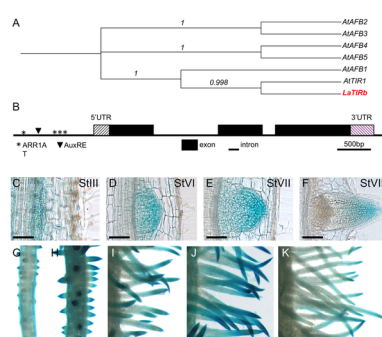 A
AtAFB2
AtAFB3
AtAFB4
AtAFB5
AtAFB1
AtTIR1
LaTIRb
1
1
1
0.998
B
5'UTR
3'UTR
*ARR1A
T
AuxRE
exon
intron
500bp
C StIII
D StVI
E StVII
F StVI
G
H
I
J
K